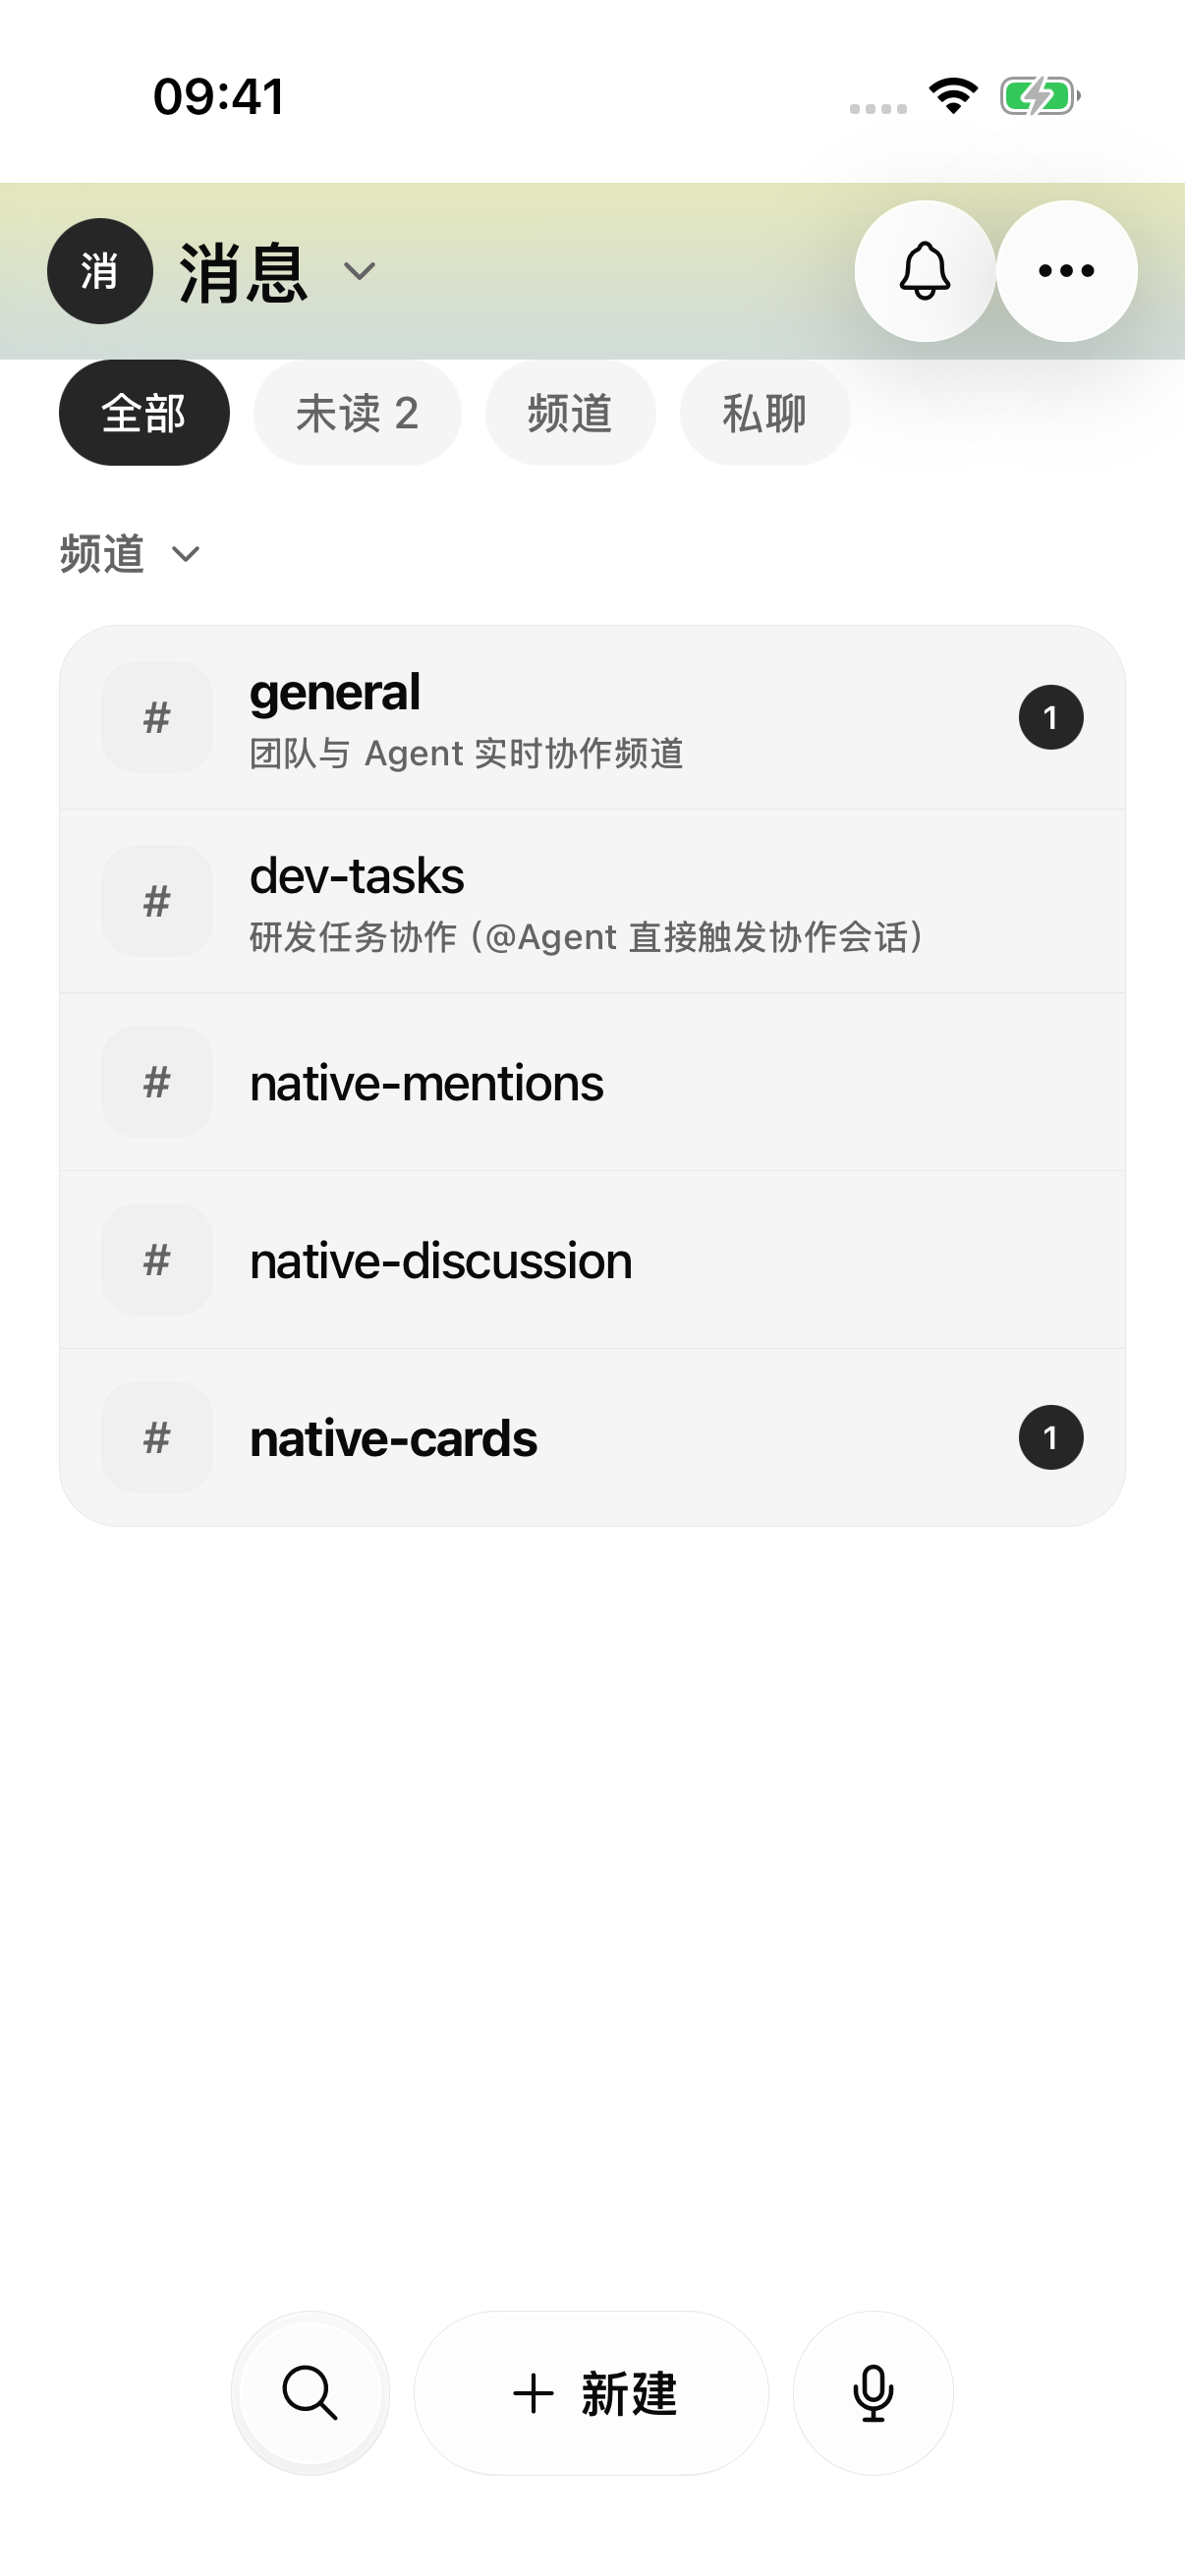 09:41
消 消息
全部 未读 2 频道 私聊
频道
# general 1
团队与 Agent 实时协作频道
# dev-tasks
研发任务协作 (@Agent 直接触发协作会话)
# native-mentions
# native-discussion
# native-cards 1
新建